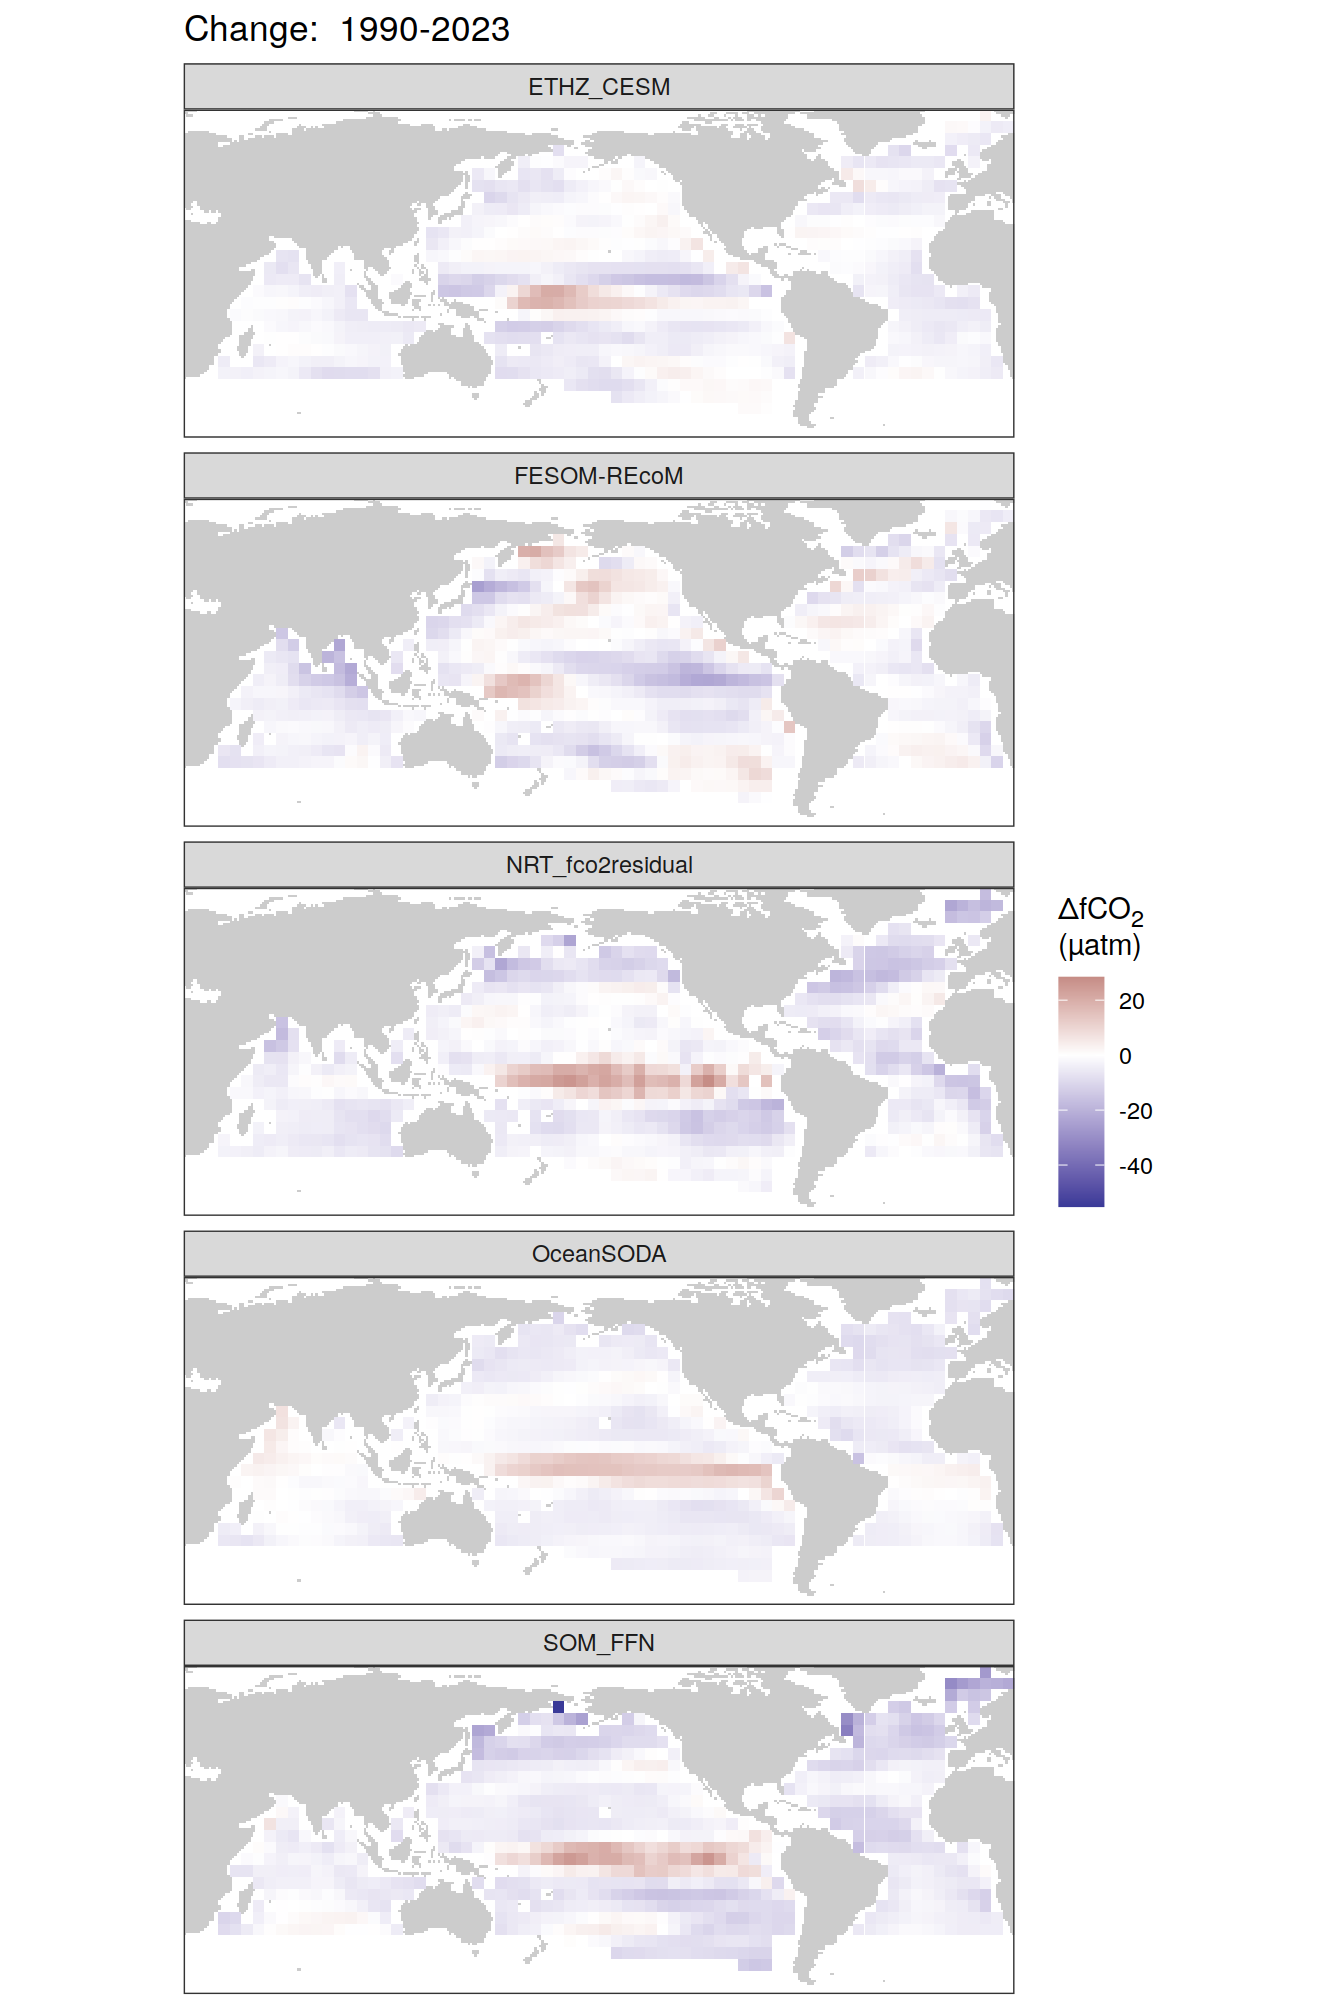 Change:  1990-2023
ETHZ_CESM
FESOM-REcoM
NRT_fco2residual
ΔfCO₂
(µatm)
20
0
-20
-40
OceanSODA
SOM_FFN